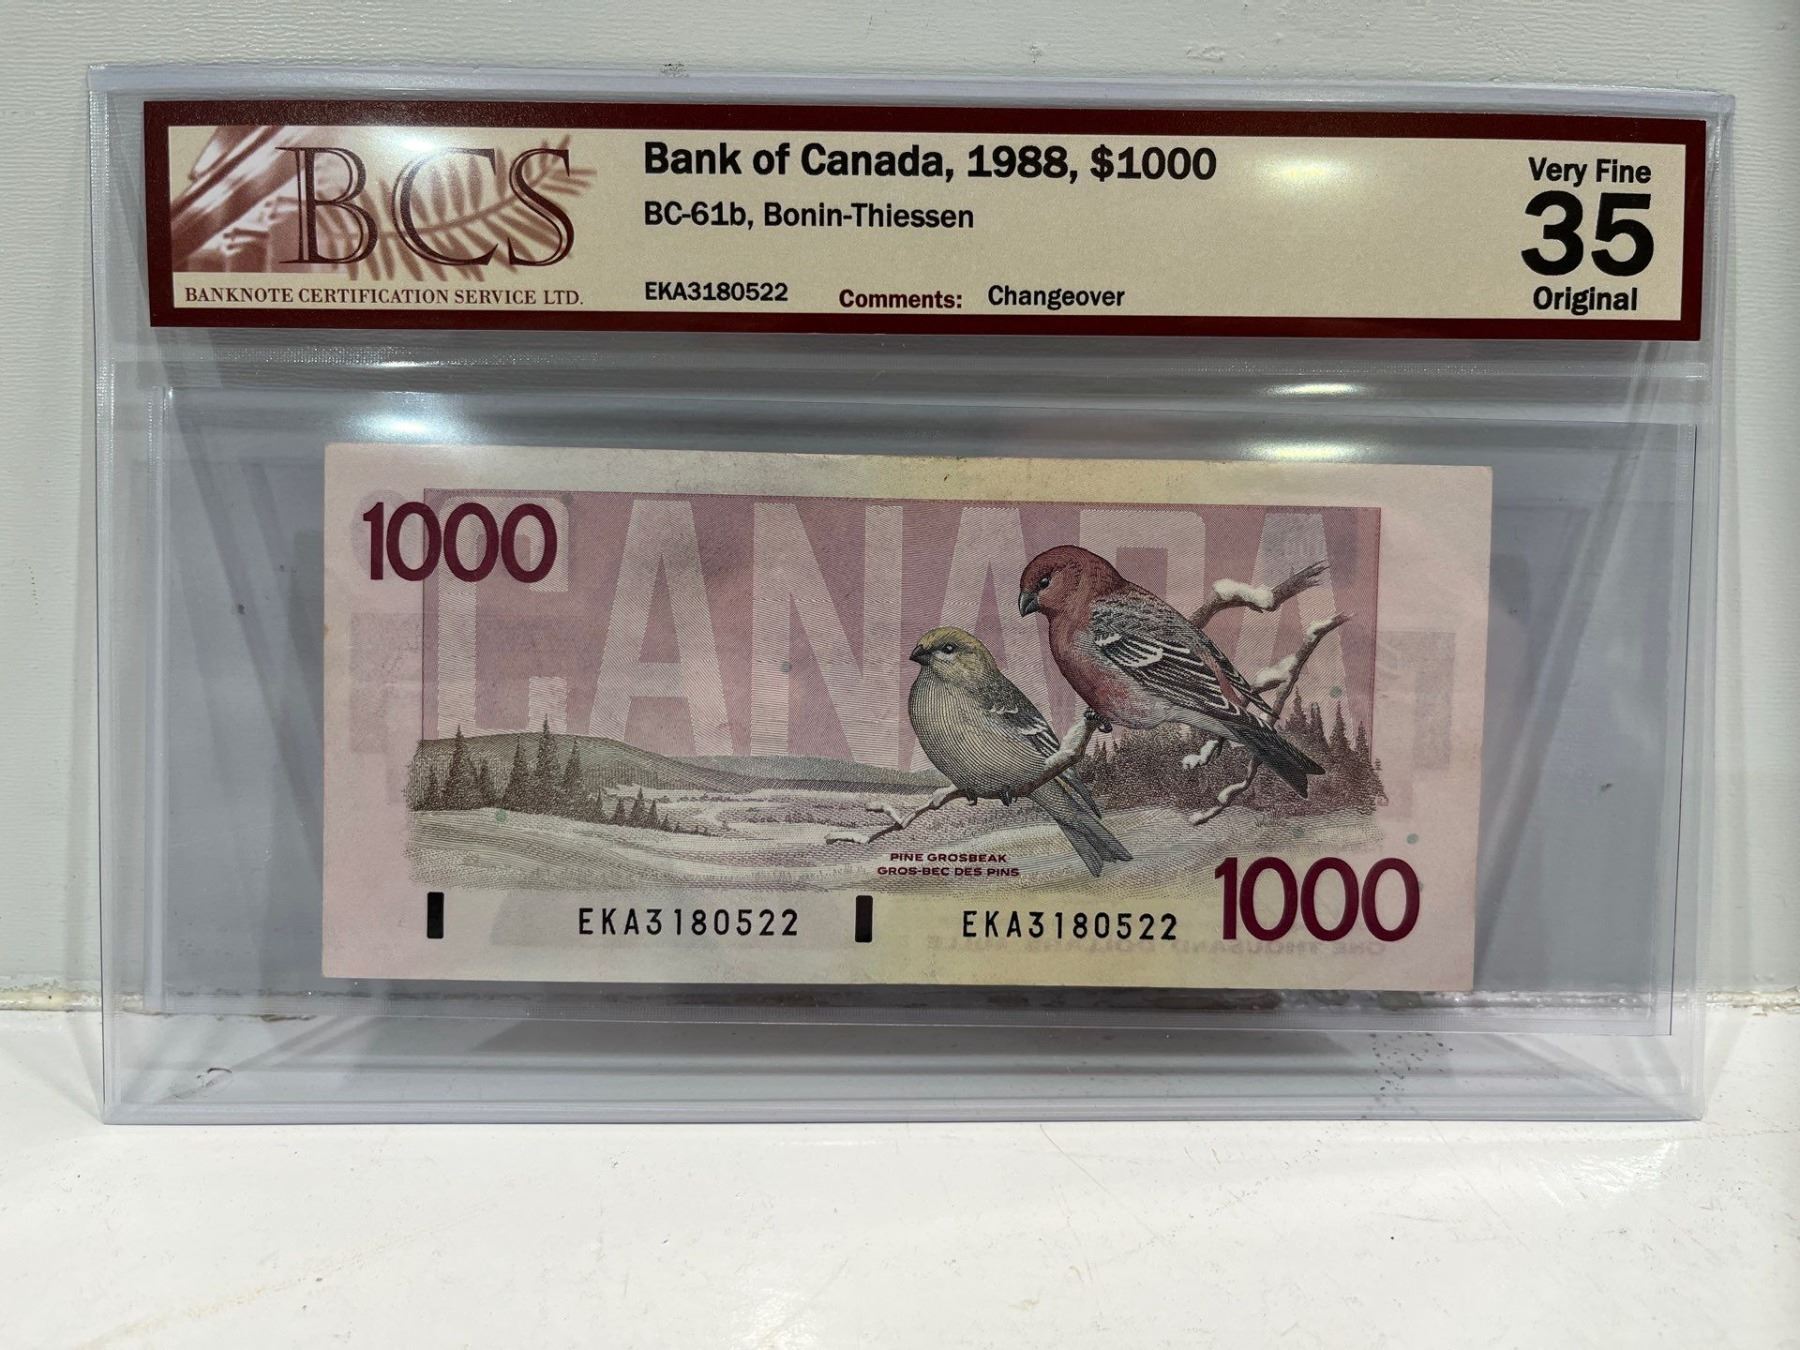 BCS
BANKNOTE CERTIFICATION SERVICE LTD.
Bank of Canada, 1988, $1000
BC-61b, Bonin-Thiessen
EKA3180522 Comments: Changeover
Very Fine
35
Original
1000
CANADA
PINE GROSBEAK
GROS-BEC DES PINS
1000
EKA3180522 EKA3180522